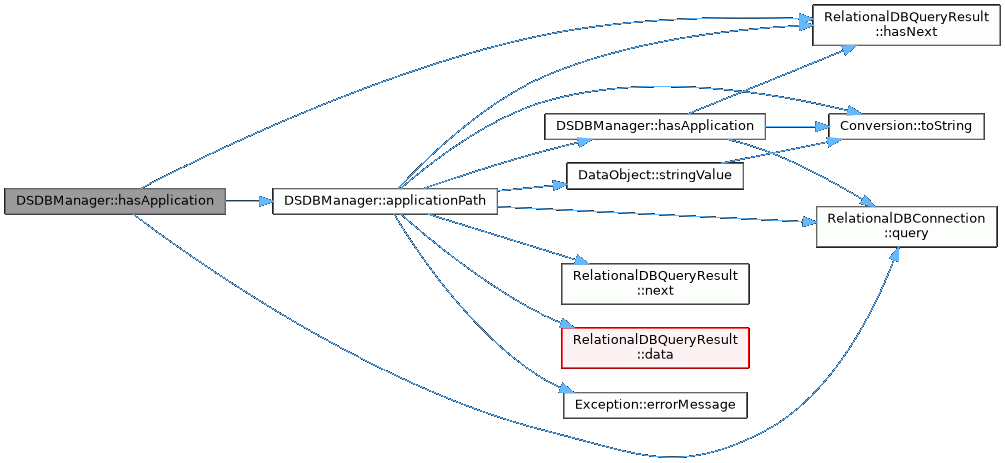 RelationalDBQueryResult
::hasNext
DSDBManager::hasApplication
Conversion::toString
DataObject::stringValue
DSDBManager::hasApplication
DSDBManager::applicationPath
RelationalDBConnection
::query
RelationalDBQueryResult
::next
RelationalDBQueryResult
::data
Exception::errorMessage